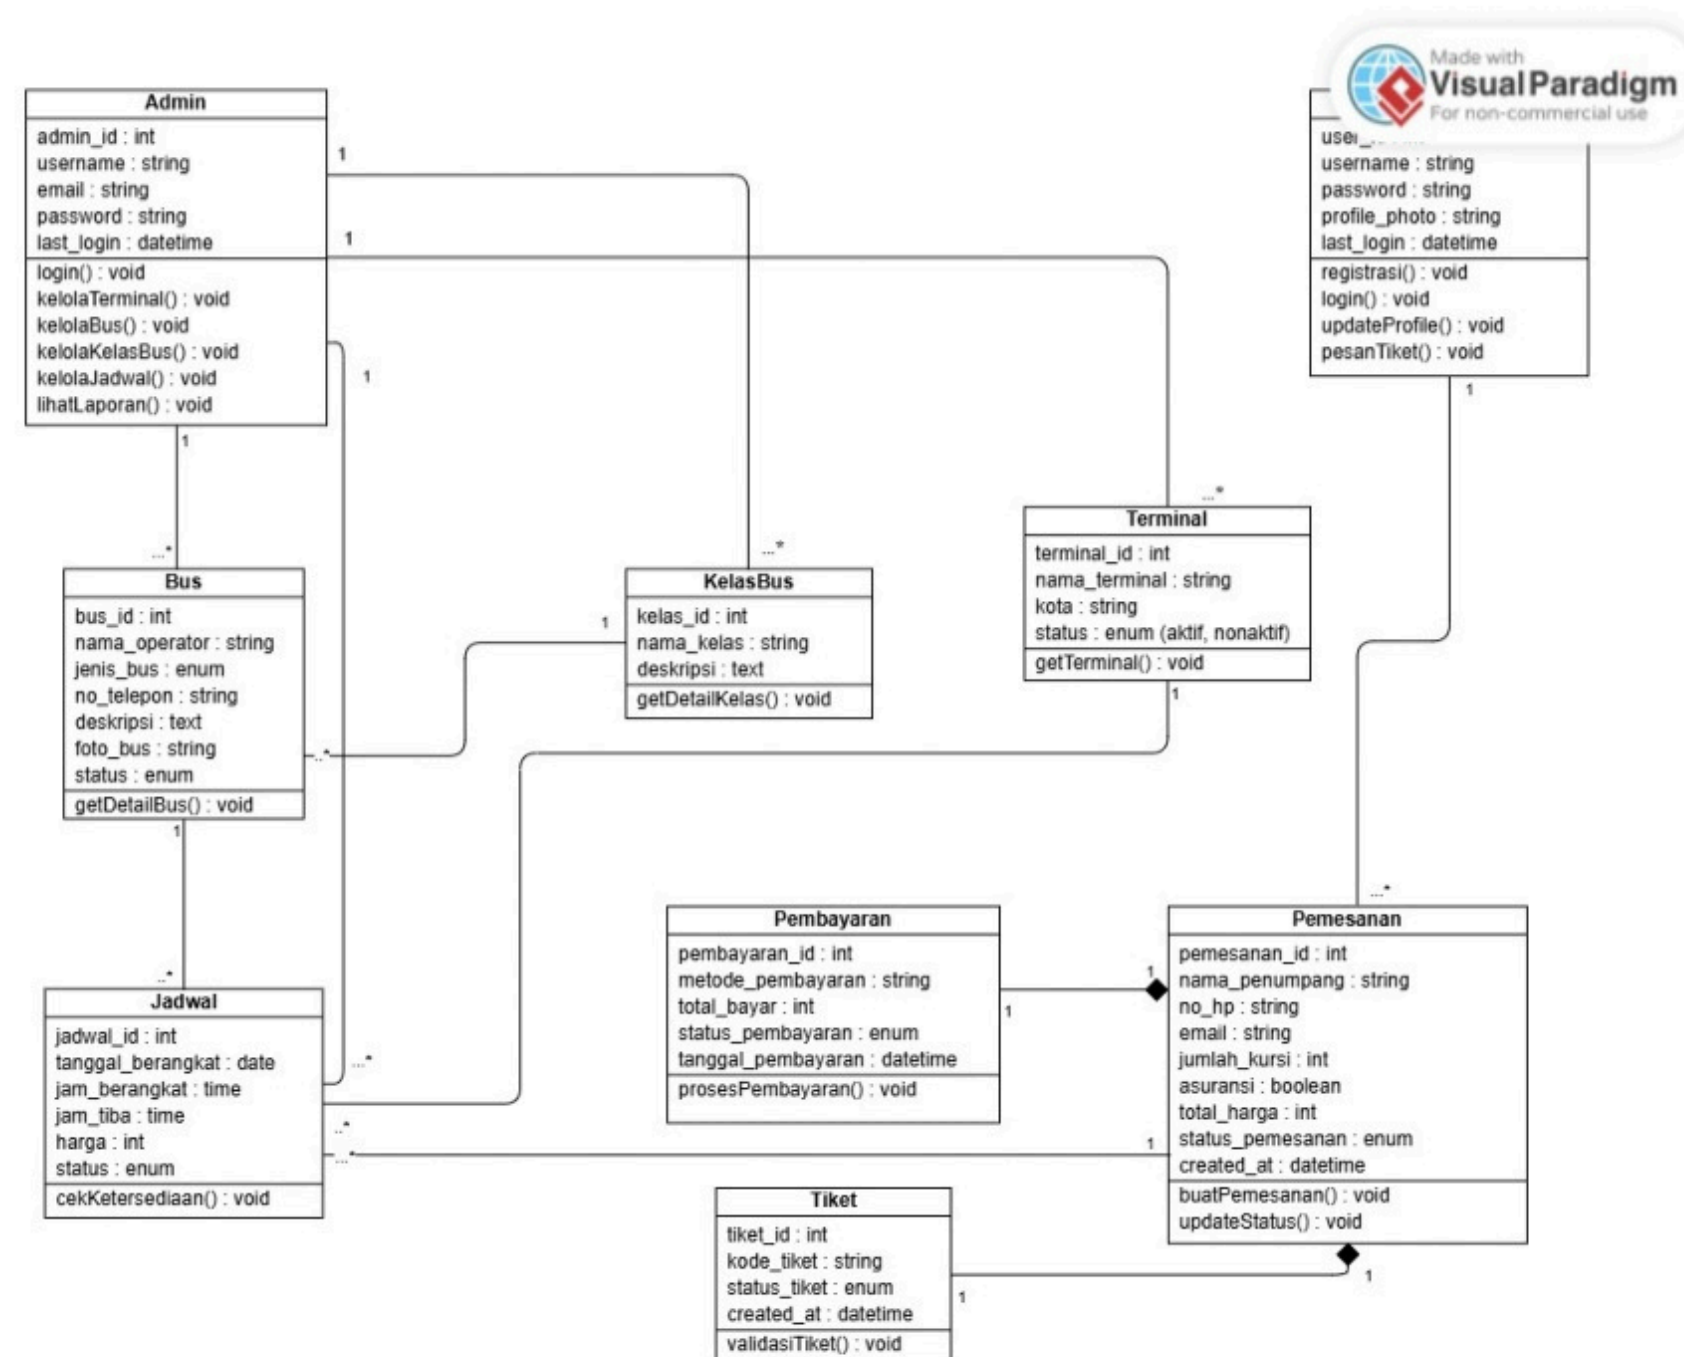 Made with
VisualParadigm
For non-commercial use
Admin
admin_id : int
username : string
email : string
password : string
last_login : datetime
login() : void
kelolaTerminal() : void
kelolaBus() : void
kelolaKelasBus() : void
kelolaJadwal() : void
lihatLaporan() : void
1
1
1
1
username : string
password : string
profile_photo : string
last_login : datetime
registrasi() : void
login() : void
updateProfile() : void
pesanTiket() : void
1
...*
Terminal
terminal_id : int
nama_terminal : string
kota : string
status : enum (aktif, nonaktif)
getTerminal() : void
1
...*
Bus
bus_id : int
nama_operator : string
jenis_bus : enum
no_telepon : string
deskripsi : text
foto_bus : string
status : enum
getDetailBus() : void
1
..*
...*
KelasBus
kelas_id : int
nama_kelas : string
deskripsi : text
getDetailKelas() : void
1
..*
Jadwal
jadwal_id : int
tanggal_berangkat : date
jam_berangkat : time
jam_tiba : time
harga : int
status : enum
cekKetersediaan() : void
...*
..*
...*
Pembayaran
pembayaran_id : int
metode_pembayaran : string
total_bayar : int
status_pembayaran : enum
tanggal_pembayaran : datetime
prosesPembayaran() : void
1
1
1
...*
Pemesanan
pemesanan_id : int
nama_penumpang : string
no_hp : string
email : string
jumlah_kursi : int
asuransi : boolean
total_harga : int
status_pemesanan : enum
created_at : datetime
buatPemesanan() : void
updateStatus() : void
1
Tiket
tiket_id : int
kode_tiket : string
status_tiket : enum
created_at : datetime
validasiTiket() : void
1